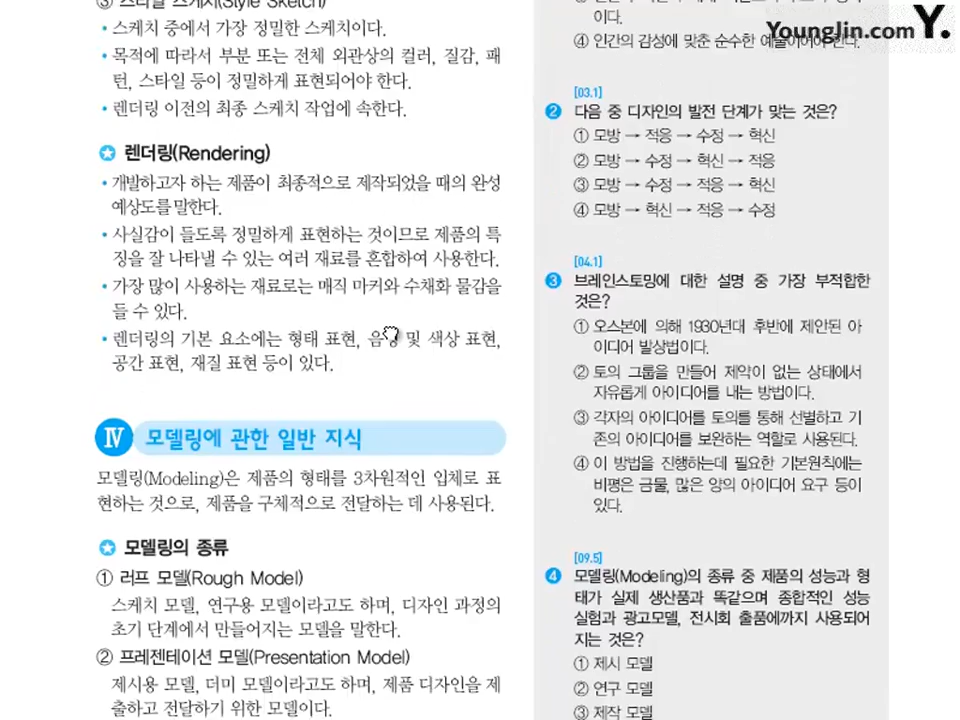 ③ 스타일 스케치(Style Sketch)
• 스케치 중에서 가장 정밀한 스케치이다.
• 목적에 따라서 부분 또는 전체 외관상의 컬러, 질감, 패
턴, 스타일 등이 정밀하게 표현되어야 한다.
• 렌더링 이전의 최종 스케치 작업에 속한다.
렌더링(Rendering)
• 개발하고자 하는 제품이 최종적으로 제작되었을 때의 완성
예상도를 말한다.
• 사실감이 들도록 정밀하게 표현하는 것이므로 제품의 특
징을 잘 나타낼 수 있는 여러 재료를 혼합하여 사용한다.
• 가장 많이 사용하는 재료로는 매직 마커와 수채화 물감을
들 수 있다.
• 렌더링의 기본 요소에는 형태 표현, 및 색상 표현,
공간 표현, 재질 표현 등이 있다.
Ⅳ 모델링에 관한 일반 지식
모델링(Modeling)은 제품의 형태를 3차원적인 입체로 표
현하는 것으로, 제품을 구체적으로 전달하는 데 사용된다.
모델링의 종류
① 러프 모델(Rough Model)
스케치 모델, 연구용 모델이라고도 하며, 디자인 과정의
초기 단계에서 만들어지는 모델을 말한다.
② 프레젠테이션 모델(Presentation Model)
제시용 모델, 더미 모델이라고도 하며, 제품 디자인을 제
출하고 전달하기 위한 모델이다.
이다.
YoungJin.com Y.
④ 인간의 감성에 맞춘 순수한 예술이어야 한다.
[03.1]
2 다음 중 디자인의 발전 단계가 맞는 것은?
① 모방 → 적응 → 수정 → 혁신
② 모방 → 수정 → 혁신 → 적응
③ 모방 → 수정 → 적응 → 혁신
④ 모방 → 혁신 → 적응 → 수정
[04.1]
3 브레인스토밍에 대한 설명 중 가장 부적합한
것은?
① 오스본에 의해 1930년대 후반에 제안된 아
이디어 발상법이다.
② 토의 그룹을 만들어 제약이 없는 상태에서
자유롭게 아이디어를 내는 방법이다.
③ 각자의 아이디어를 토의를 통해 선별하고 기
존의 아이디어를 보완하는 역할로 사용된다.
④ 이 방법을 진행하는데 필요한 기본원칙에는
비평은 금물, 많은 양의 아이디어 요구 등이
있다.
[09.5]
4 모델링(Modeling)의 종류 중 제품의 성능과 형
태가 실제 생산품과 똑같으며 종합적인 성능
실험과 광고모델, 전시회 출품에까지 사용되어
지는 것은?
① 제시 모델
② 연구 모델
③ 제작 모델